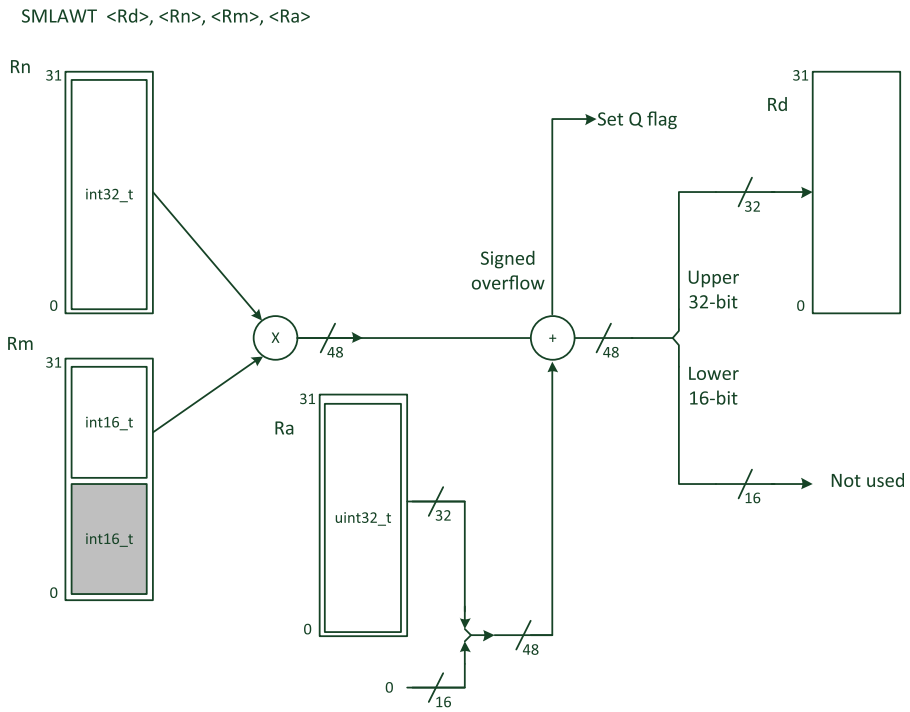 SMLAWT <Rd>, <Rn>, <Rm>, <Ra>
Rn
31
int32_t
0
Rm
31
int16_t
int16_t
0
X
48
Ra
31
uint32_t
0
32
0
16
48
Signed
overflow
Set Q flag
+
48
Upper
32-bit
Lower
16-bit
32
Rd
31
0
16
Not used